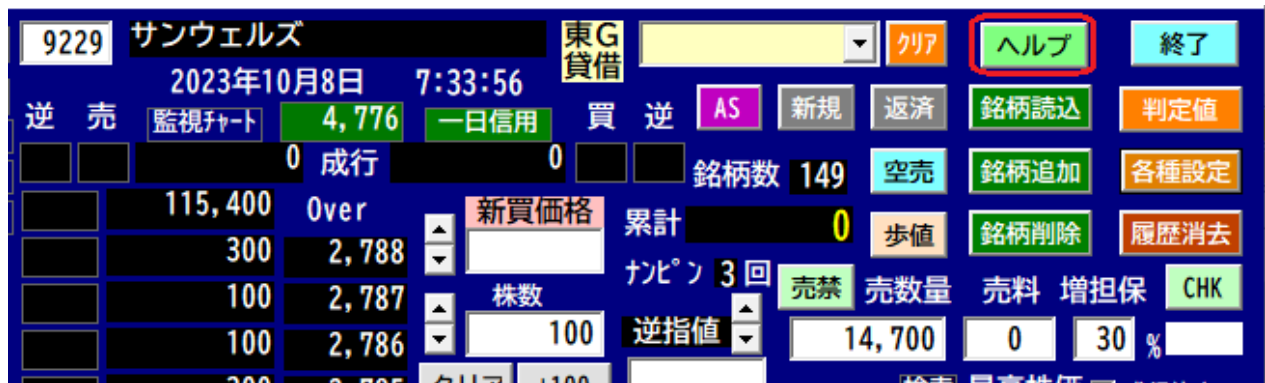 9229 サンウェルズ 東G クリア ヘルプ 終了
貸借
2023年10月8日 7:33:56
逆 売 監視ﾁｬｰﾄ 4,776 一日信用 買 逆 AS 新規 返済 銘柄読込 判定値
0 成行 0 銘柄数 149 空売 銘柄追加 各種設定
115,400 Over 新買価格 累計 0 歩値 銘柄削除 履歴消去
300 2,788 ﾅﾝﾋﾟﾝ 3 回 売禁 売数量 売料 増担保 CHK
100 2,787 株数
100 2,786 100 逆指値 14,700 0 30 %
クリア +100